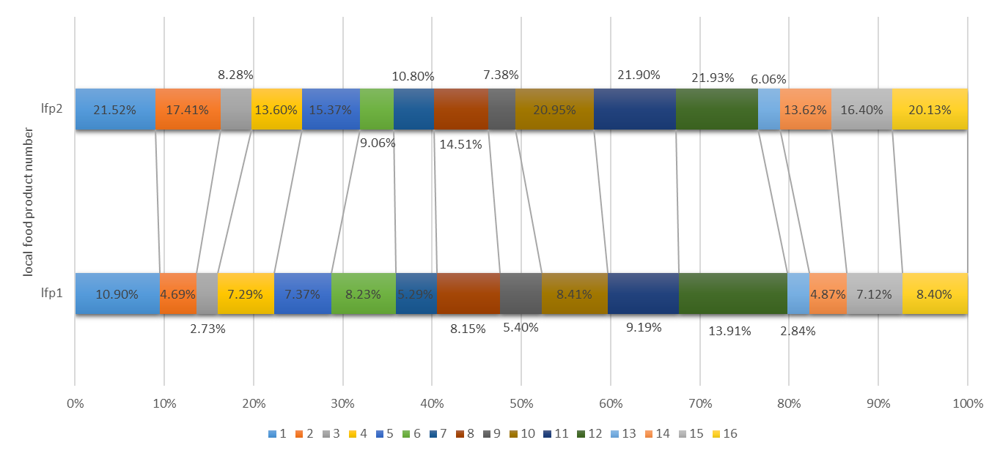 8.28% 10.80% 7.38% 21.90% 21.93% 6.06%
lfp2 21.52% 17.41% 13.60% 15.37% 20.95% 13.62% 16.40% 20.13%
9.06% 14.51%
local food product number
lfp1 10.90% 4.69% 7.29% 7.37% 8.23% 5.29% 8.41% 4.87% 7.12% 8.40%
2.73% 8.15% 5.40% 9.19% 13.91% 2.84%
0% 10% 20% 30% 40% 50% 60% 70% 80% 90% 100%
1 2 3 4 5 6 7 8 9 10 11 12 13 14 15 16